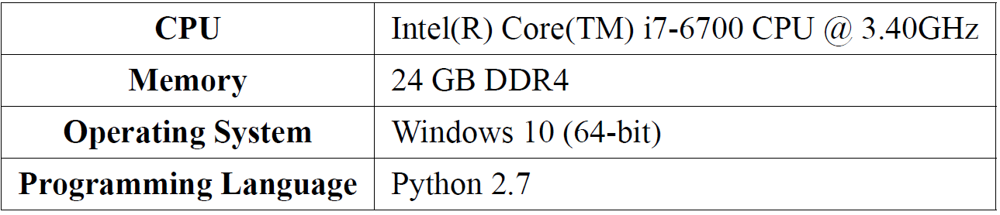 CPU Intel(R) Core(TM) i7-6700 CPU @ 3.40GHz
Memory 24 GB DDR4
Operating System Windows 10 (64-bit)
Programming Language Python 2.7